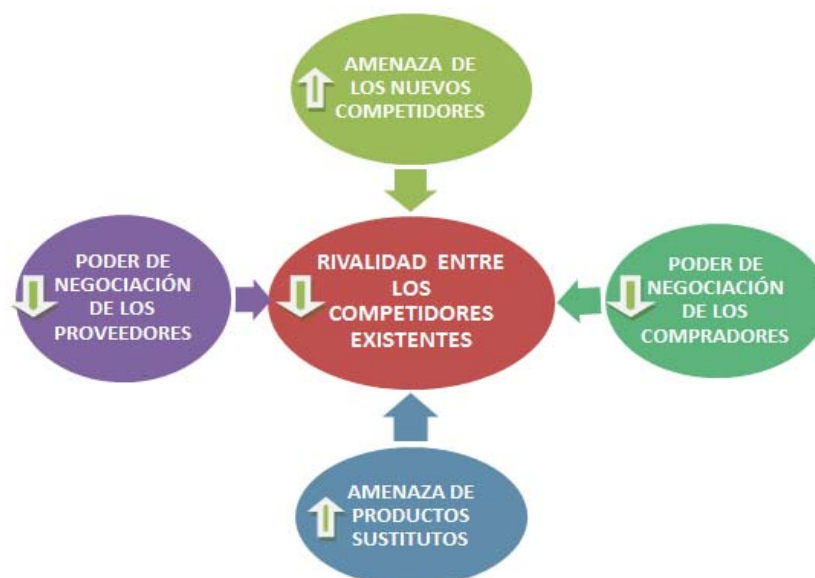 AMENAZA DE
LOS NUEVOS
COMPETIDORES
PODER DE
NEGOCIACIÓN
DE LOS
PROVEEDORES
RIVALIDAD ENTRE
LOS
COMPETIDORES
EXISTENTES
PODER DE
NEGOCIACIÓN
DE LOS
COMPRADORES
AMENAZA DE
PRODUCTOS
SUSTITUTOS